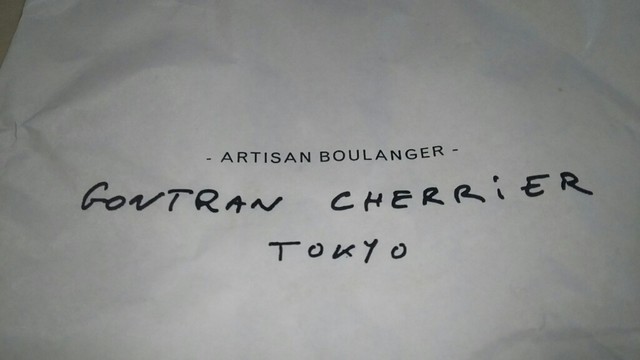 - ARTISAN BOULANGER -
GONTRAN CHERRiER
TOKYO